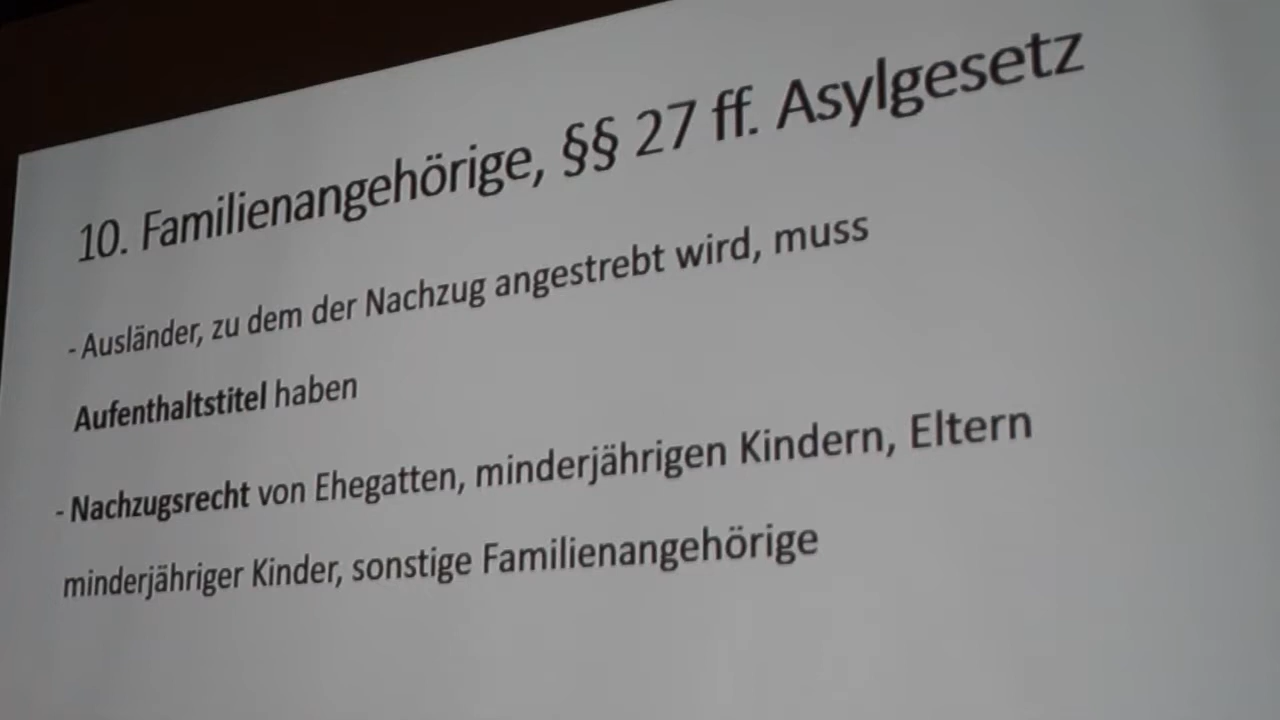 10. Familienangehörige, §§ 27 ff. Asylgesetz
- Ausländer, zu dem der Nachzug angestrebt wird, muss
Aufenthaltstitel haben
- Nachzugsrecht von Ehegatten, minderjährigen Kindern, Eltern
minderjähriger Kinder, sonstige Familienangehörige